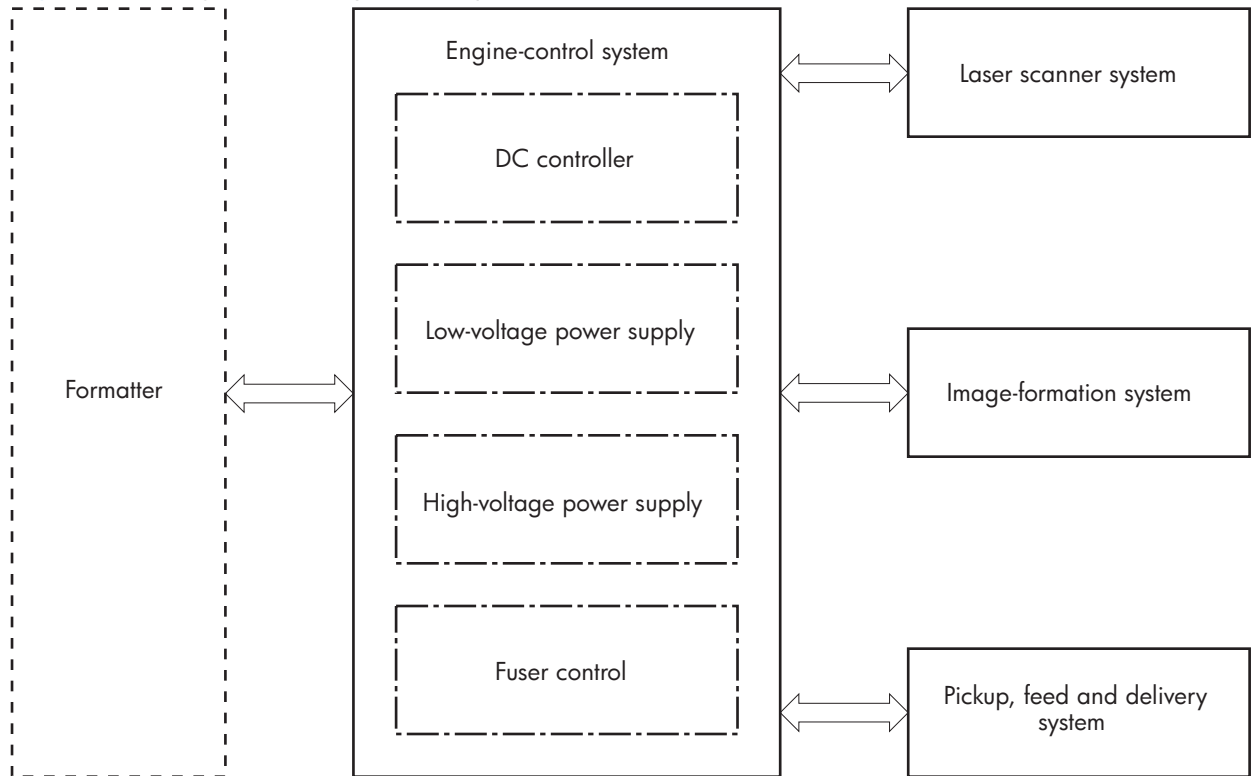 Engine-control system
Laser scanner system
DC controller
Low-voltage power supply
Formatter
Image-formation system
High-voltage power supply
Fuser control
Pickup, feed and delivery
system